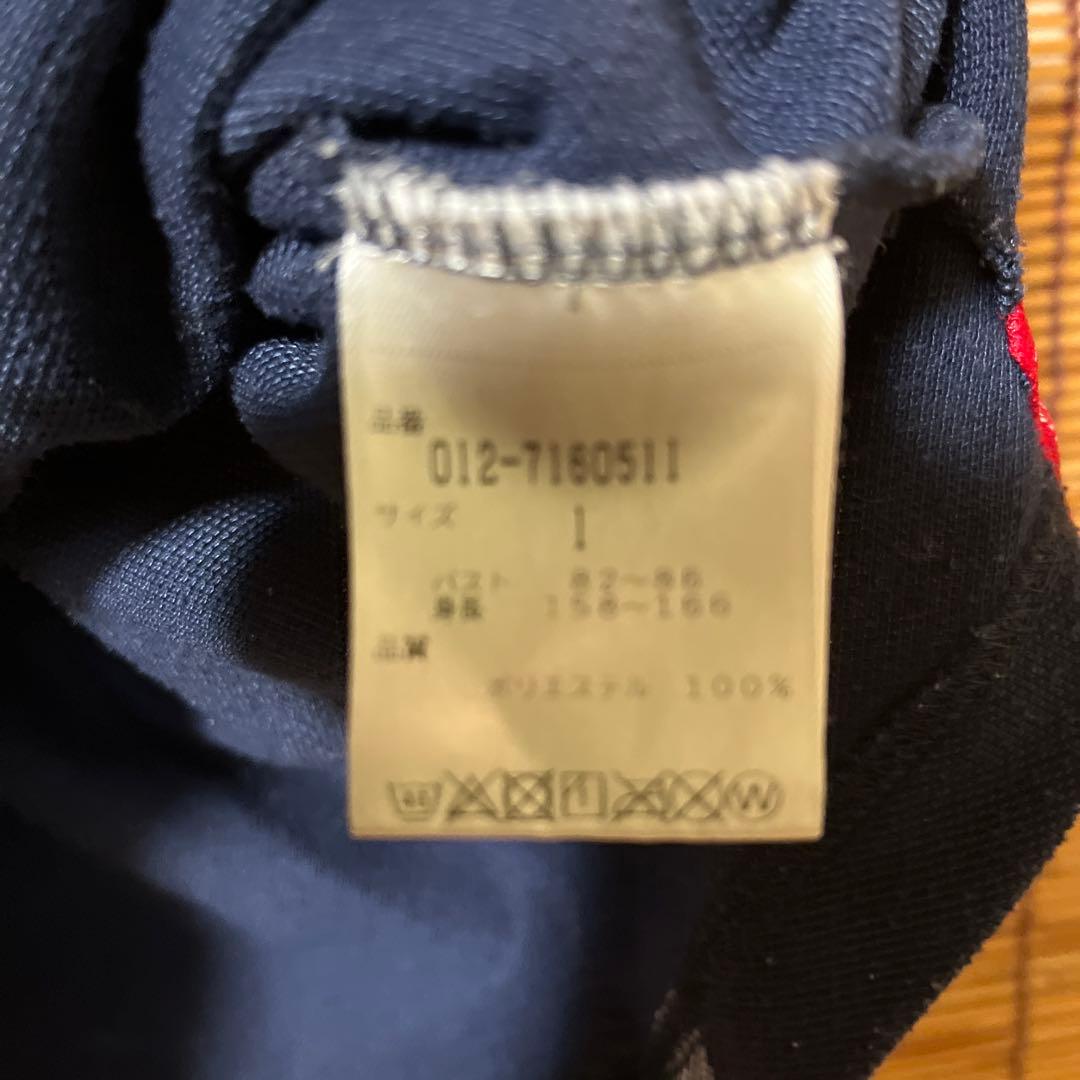 品番
012-7160511
サイズ 1
バスト 82~86
身長 158~166
品質
ポリエステル 100%
40 W